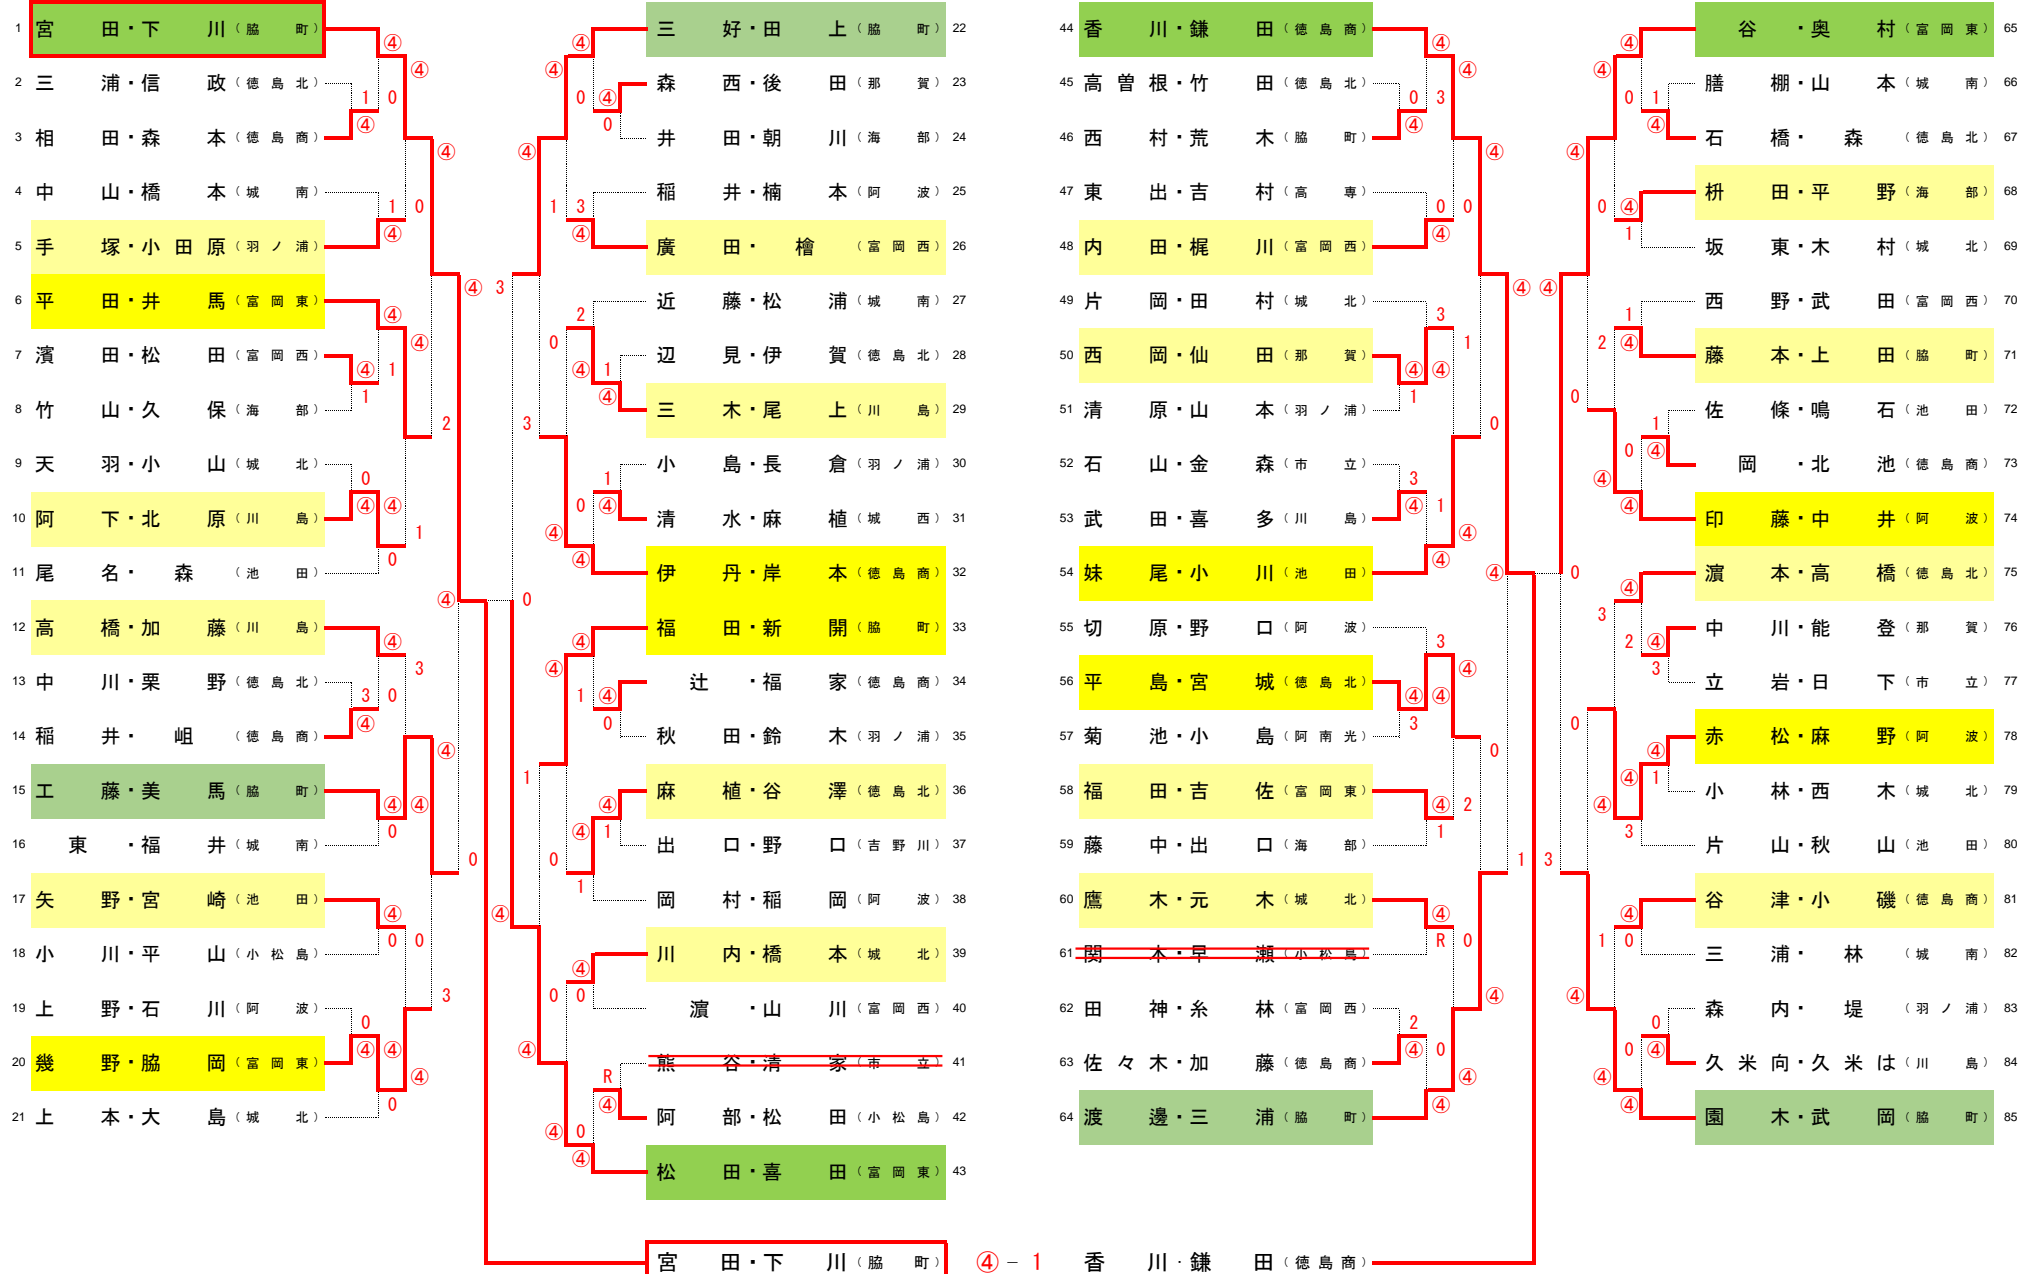 1 宮田・下川（脇町）
2 三浦・信政（徳島北）
3 相田・森本（徳島商）
4 中山・橋本（城南）
5 手塚・小田原（羽ノ浦）
6 平田・井馬（富岡東）
7 濱田・松田（富岡西）
8 竹山・久保（海部）
9 天羽・小山（城北）
10 阿下・北原（川島）
11 尾名・森（池田）
12 高橋・加藤（川島）
13 中川・栗野（徳島北）
14 稲井・岨（徳島商）
15 工藤・美馬（脇町）
16 東・福井（城南）
17 矢野・宮崎（池田）
18 小川・平山（小松島）
19 上野・石川（阿波）
20 幾野・脇岡（富岡東）
21 上本・大島（城北）
三好・田上（脇町） 22
森西・後田（那賀） 23
井田・朝川（海部） 24
稲井・楠本（阿波） 25
廣田・檜（富岡西） 26
近藤・松浦（城南） 27
辺見・伊賀（徳島北） 28
三木・尾上（川島） 29
小島・長倉（羽ノ浦） 30
清水・麻植（城西） 31
伊丹・岸本（徳島商） 32
福田・新開（脇町） 33
辻・福家（徳島商） 34
秋田・鈴木（羽ノ浦） 35
麻植・谷澤（徳島北） 36
出口・野口（吉野川） 37
岡村・稲岡（阿波） 38
川内・橋本（城北） 39
濵・山川（富岡西） 40
熊谷・清家（市立） 41
阿部・松田（小松島） 42
松田・喜田（富岡東） 43
44 香川・鎌田（徳島商）
45 高曽根・竹田（徳島北）
46 西村・荒木（脇町）
47 東出・吉村（高専）
48 内田・梶川（富岡西）
49 片岡・田村（城北）
50 西岡・仙田（那賀）
51 清原・山本（羽ノ浦）
52 石山・金森（市立）
53 武田・喜多（川島）
54 妹尾・小川（池田）
55 切原・野口（阿波）
56 平島・宮城（徳島北）
57 菊池・小島（阿南光）
58 福田・吉佐（富岡東）
59 藤中・出口（海部）
60 鷹木・元木（城北）
61 関本・早瀬（小松島）
62 田神・糸林（富岡西）
63 佐々木・加藤（徳島商）
64 渡邊・三浦（脇町）
谷・奥村（富岡東） 65
膳棚・山本（城南） 66
石橋・森（徳島北） 67
枡田・平野（海部） 68
坂東・木村（城北） 69
西野・武田（富岡西） 70
藤本・上田（脇町） 71
佐條・鳴石（池田） 72
岡・北池（徳島商） 73
印藤・中井（阿波） 74
濵本・高橋（徳島北） 75
中川・能登（那賀） 76
立岩・日下（市立） 77
赤松・麻野（阿波） 78
小林・西木（城北） 79
片山・秋山（池田） 80
谷津・小磯（徳島商） 81
三浦・林（城南） 82
森内・堤（羽ノ浦） 83
久米向・久米は（川島） 84
園木・武岡（脇町） 85
宮田・下川（脇町） ④－1 香川・鎌田（徳島商）